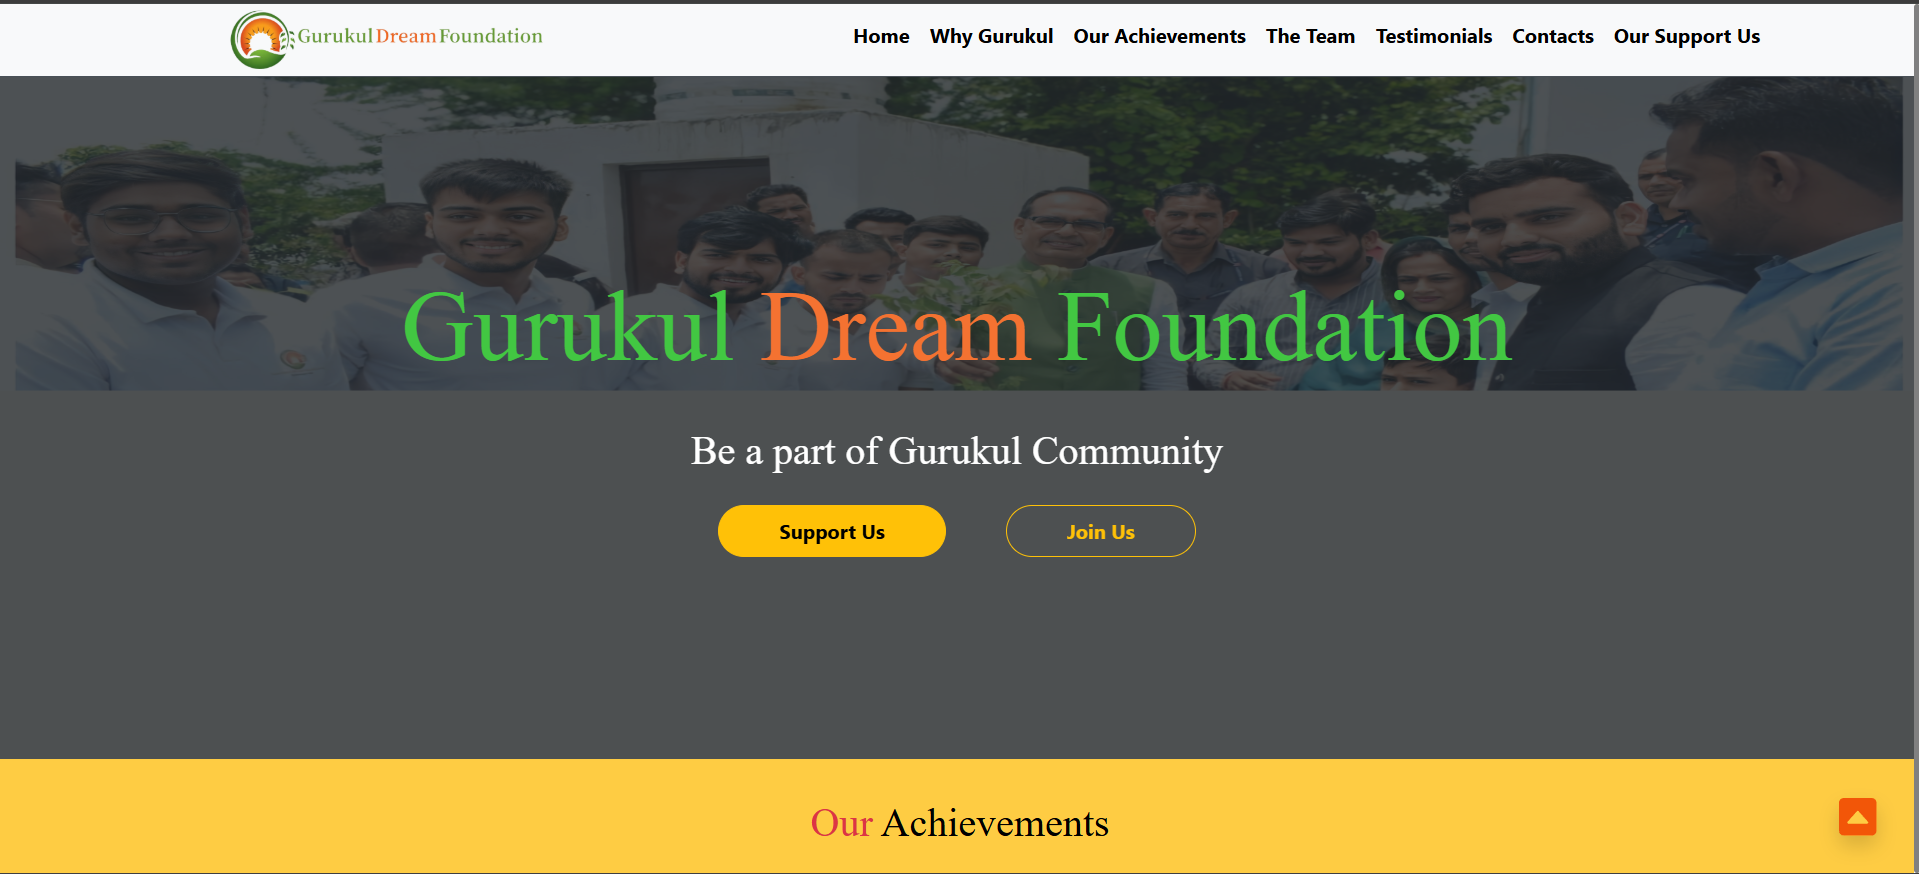 Gurukul Dream Foundation
Home Why Gurukul Our Achievements The Team Testimonials Contacts Our Support Us
Gurukul Dream Foundation
Be a part of Gurukul Community
Support Us Join Us
Our Achievements